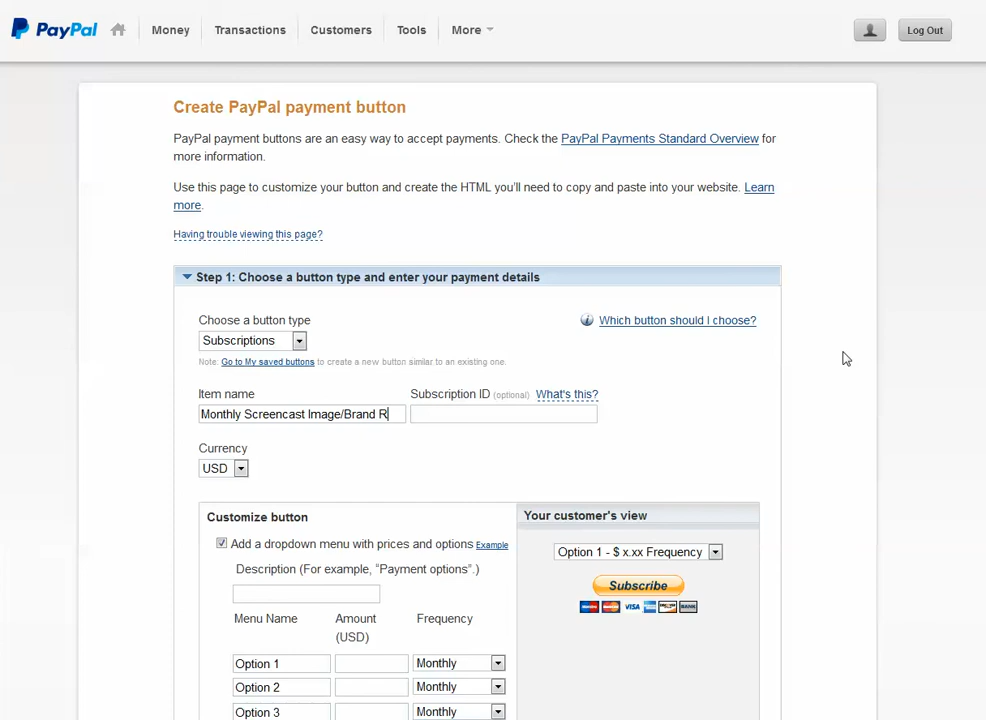 PayPal Money Transactions Customers Tools More Log Out
Create PayPal payment button
PayPal payment buttons are an easy way to accept payments. Check the PayPal Payments Standard Overview for
more information.
Use this page to customize your button and create the HTML you'll need to copy and paste into your website. Learn
more.
Having trouble viewing this page?
Step 1: Choose a button type and enter your payment details
Choose a button type Which button should I choose?
Subscriptions
Note: Go to My saved buttons to create a new button similar to an existing one.
Item name Subscription ID (optional) What's this?
Monthly Screencast Image/Brand R
Currency
USD
Customize button Your customer's view
Add a dropdown menu with prices and options Example Option 1 - $ x.xx Frequency
Description (For example, "Payment options".)
Subscribe
VISA BANK
Menu Name Amount Frequency
(USD)
Option 1 Monthly
Option 2 Monthly
Option 3 Monthly